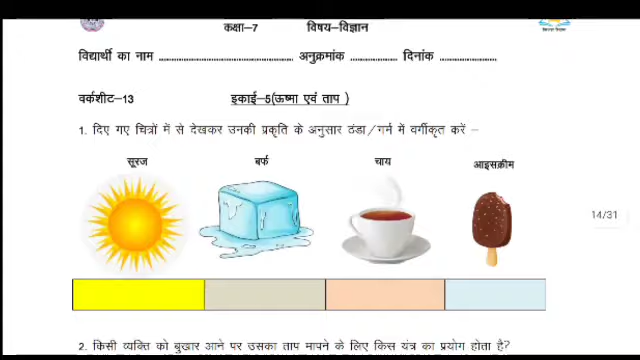 कक्षा-7 विषय-विज्ञान
विद्यार्थी का नाम ........................................ अनुक्रमांक .............. दिनांक .................
वर्कशीट-13 इकाई-5(ऊष्मा एवं ताप )
1. दिए गए चित्रों में से देखकर उनकी प्रकृति के अनुसार ठंडा/गर्म में वर्गीकृत करें -
सूरज बर्फ चाय आइसक्रीम
14/31
2. किसी व्यक्ति को बुखार आने पर उसका ताप मापने के लिए किस यंत्र का प्रयोग होता है?